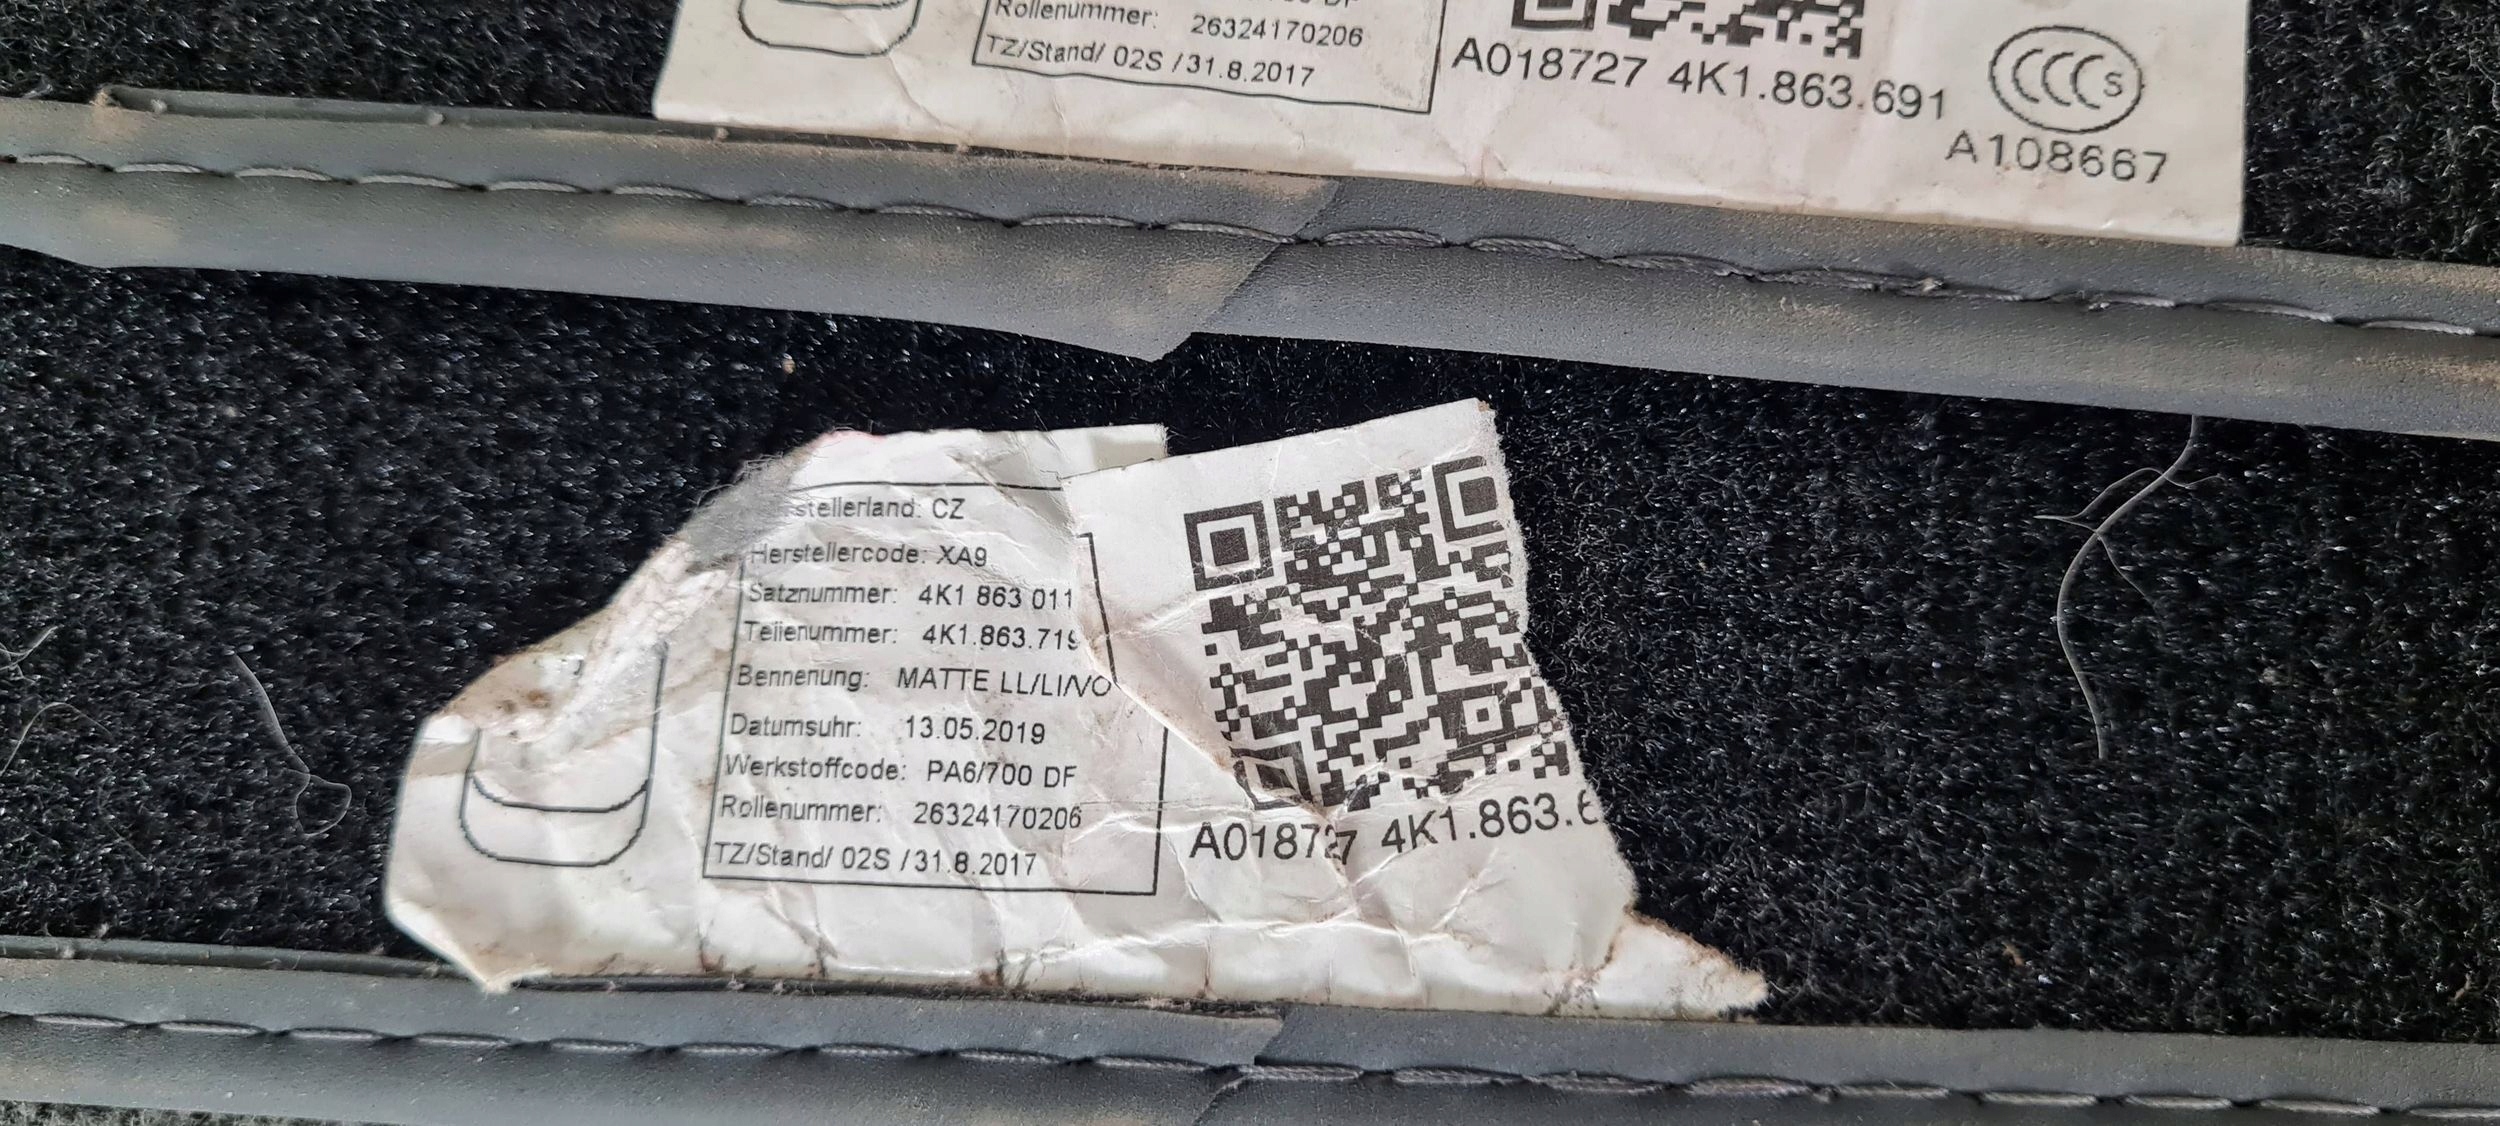 Rollenummer: 26324170206
TZ/Stand/ 02S /31.8.2017
A018727 4K1.863.691
CCCS
A108667
stellerland: CZ
Herstellercode: XA9
Satznummer: 4K1 863 011
Teilenummer: 4K1.863.719
Bennenung: MATTE LL/LI/VO
Datumsuhr: 13.05.2019
Werkstoffcode: PA6/700 DF
Rollenummer: 26324170206
TZ/Stand/ 02S /31.8.2017
A018727 4K1.863.6